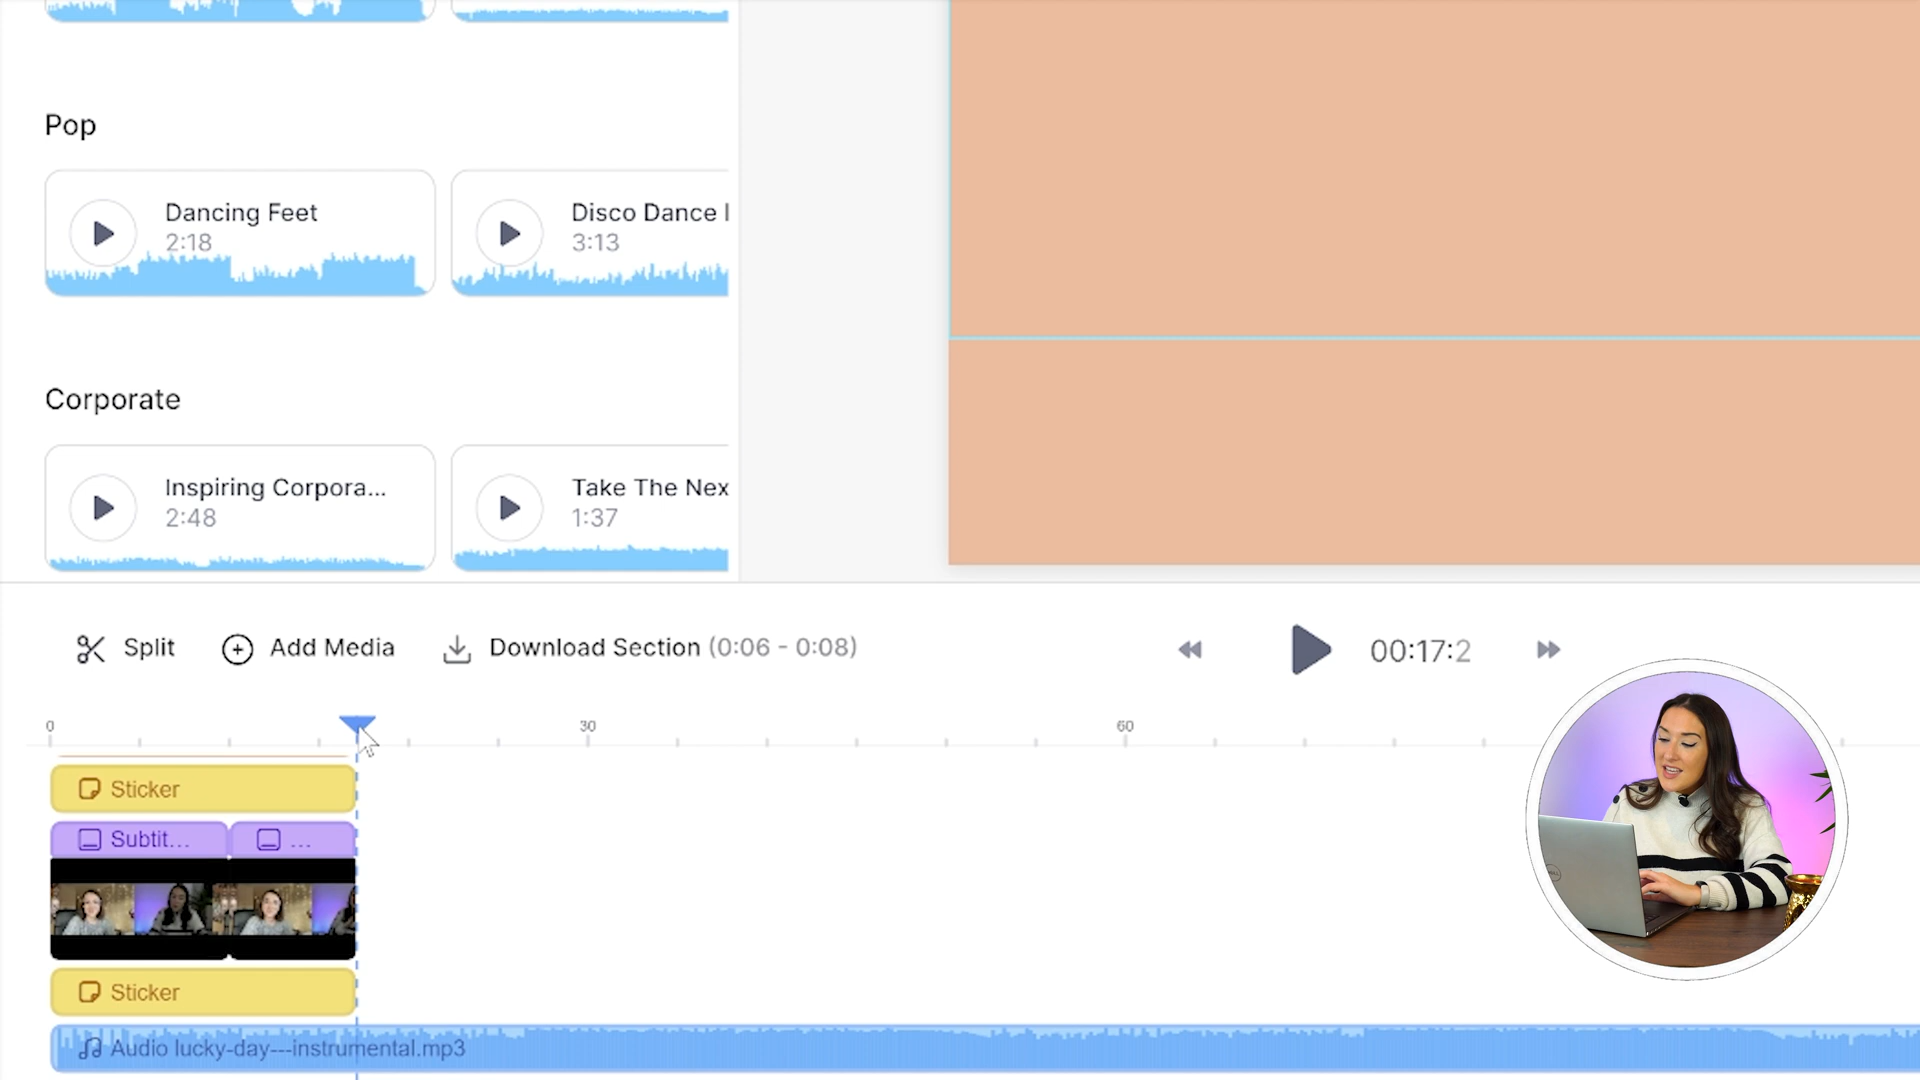 Pop
Dancing Feet
2:18
Disco Dance
3:13
Corporate
Inspiring Corpora...
2:48
Take The Nex
1:37
Split
Add Media
Download Section (0:06 - 0:08)
00:17:2
0
30
60
Sticker
Subtit...
...
Sticker
Audio lucky-day---instrumental.mp3